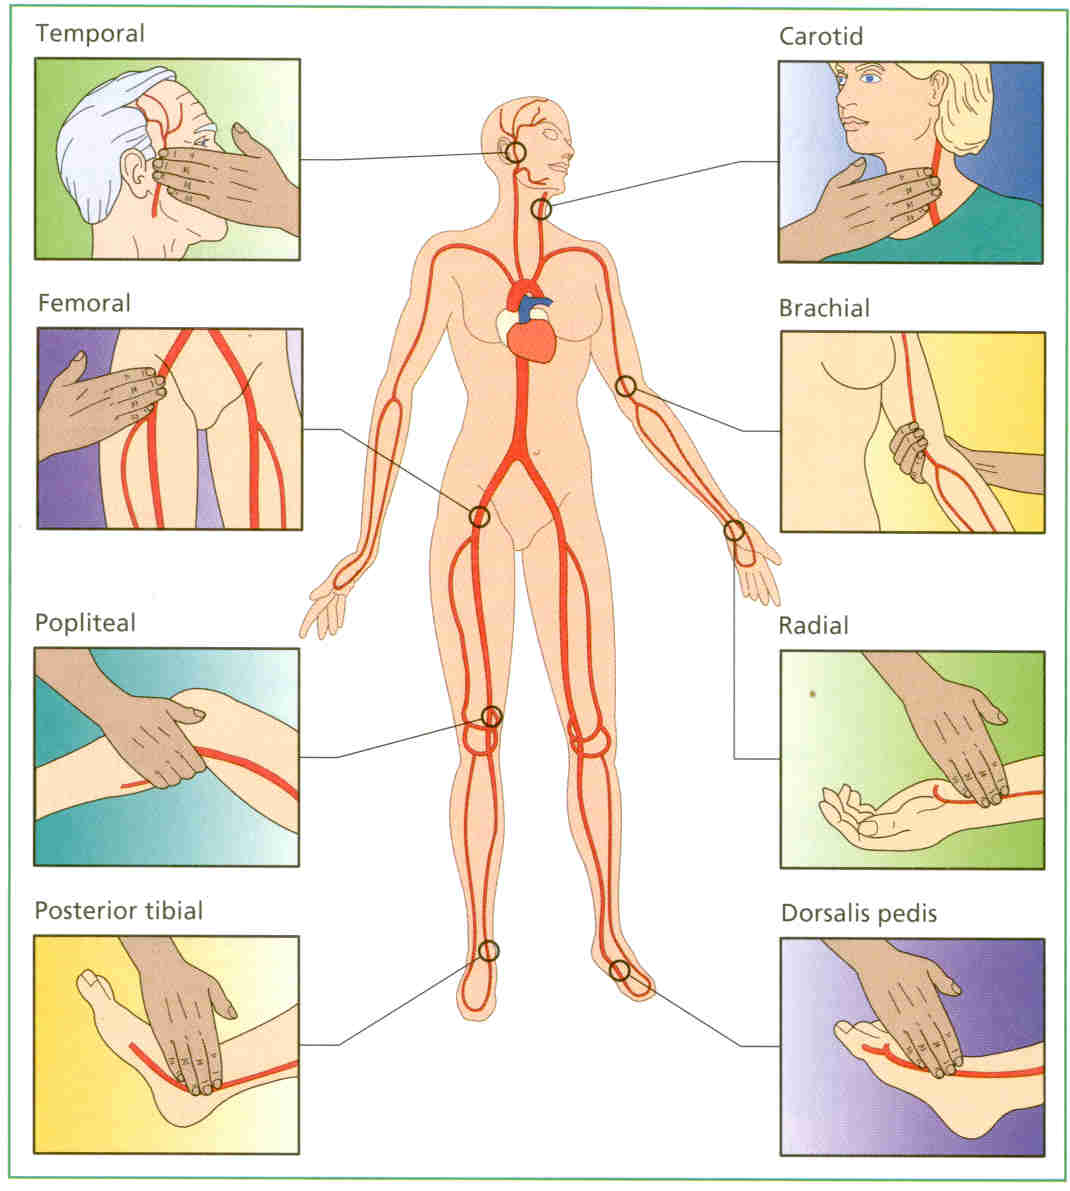 Temporal
Carotid
Femoral
Brachial
Popliteal
Radial
Posterior tibial
Dorsalis pedis